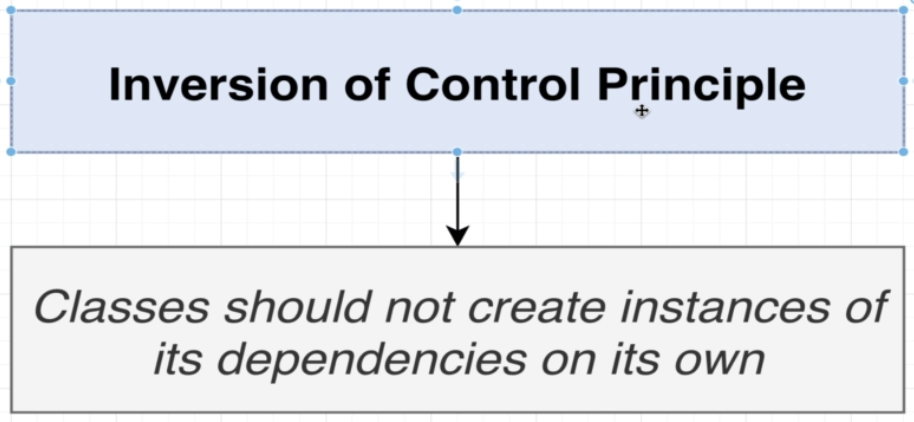 Inversion of Control Principle
Classes should not create instances of
its dependencies on its own